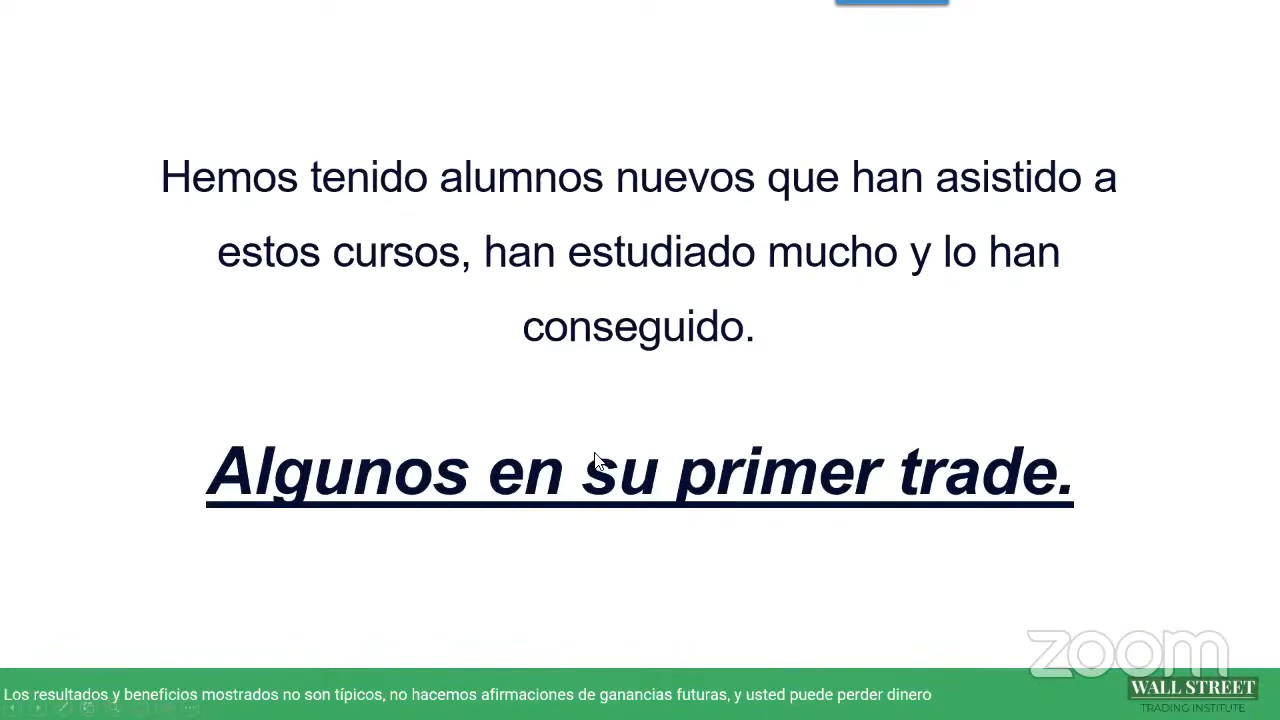 Hemos tenido alumnos nuevos que han asistido a
estos cursos, han estudiado mucho y lo han
conseguido.
Algunos en su primer trade.
zoom
Los resultados y beneficios mostrados no son típicos, no hacemos afirmaciones de ganancias futuras, y usted puede perder dinero
WALL STREET
TRADING INSTITUTE